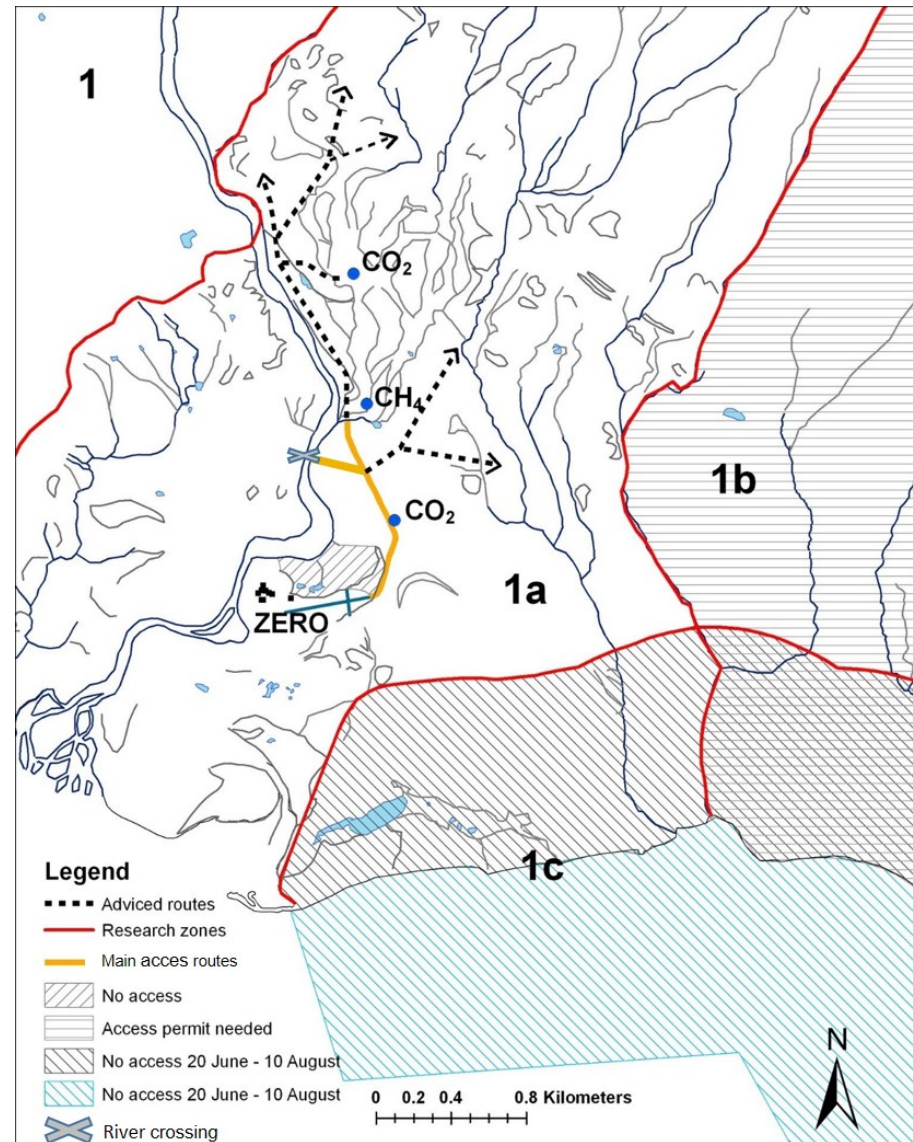 1
CO₂
CH₄
1b
CO₂
1a
ZERO
1c
Legend
Adviced routes
Research zones
Main acces routes
No access
Access permit needed
No access 20 June - 10 August
No access 20 June - 10 August
River crossing
0 0.2 0.4 0.8 Kilometers
N